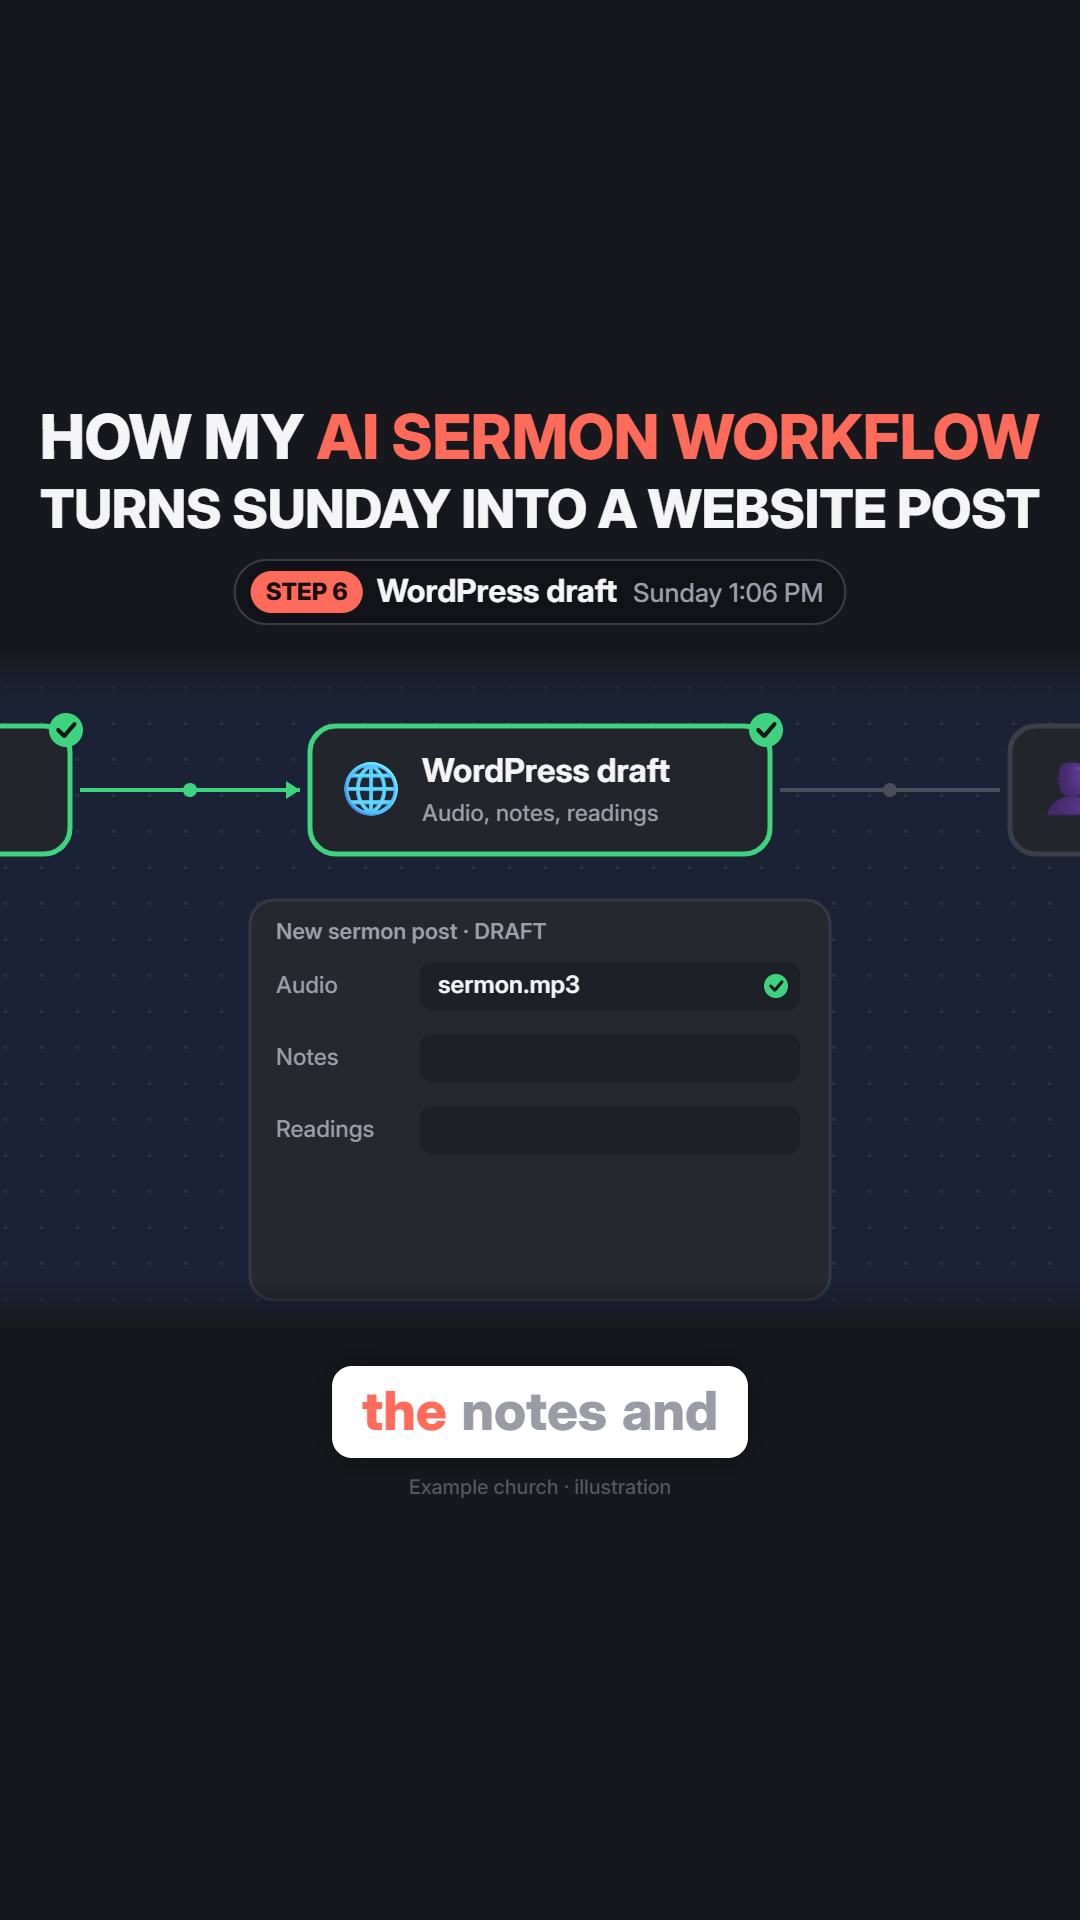 HOW MY AI SERMON WORKFLOW
TURNS SUNDAY INTO A WEBSITE POST
STEP 6 WordPress draft Sunday 1:06 PM
WordPress draft
Audio, notes, readings
New sermon post · DRAFT
Audio sermon.mp3
Notes
Readings
the notes and
Example church · illustration